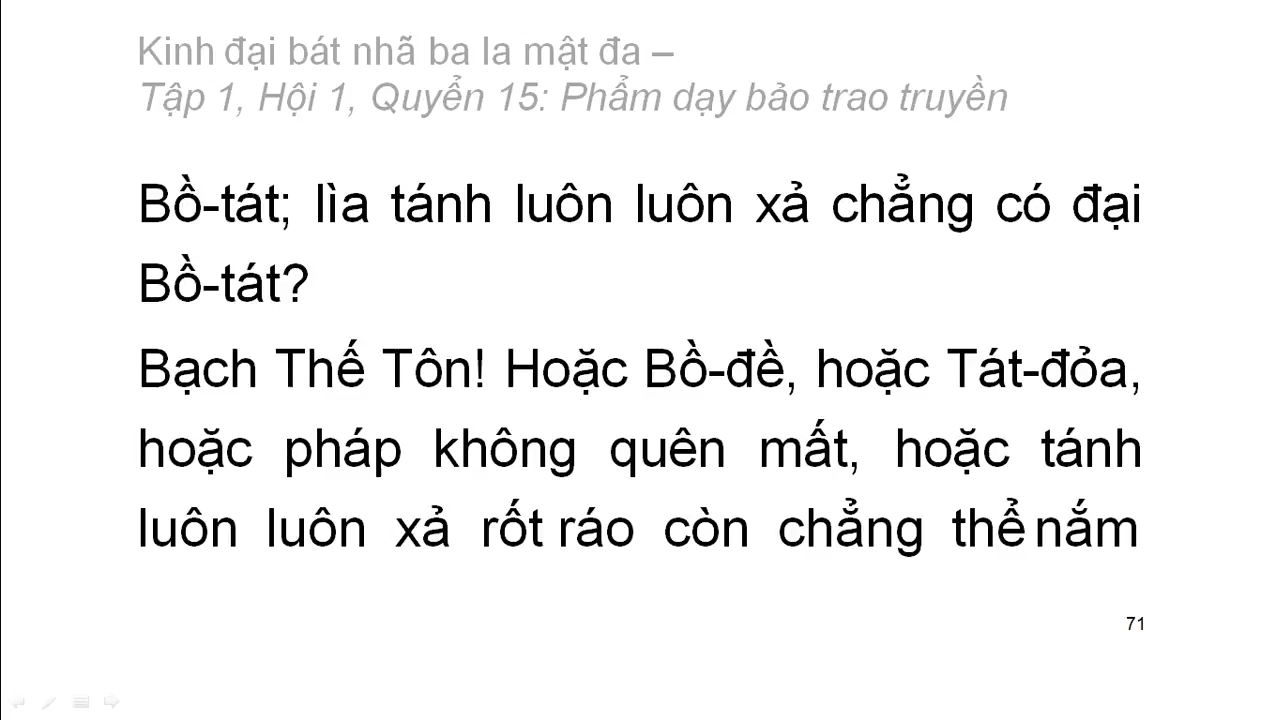 Kinh đại bát nhã ba la mật đa –
Tập 1, Hội 1, Quyển 15: Phẩm dạy bảo trao truyền
Bồ-tát; lìa tánh luôn luôn xả chẳng có đại
Bồ-tát?
Bạch Thế Tôn! Hoặc Bồ-đề, hoặc Tát-đỏa,
hoặc pháp không quên mất, hoặc tánh
luôn luôn xả rốt ráo còn chẳng thể nắm
71